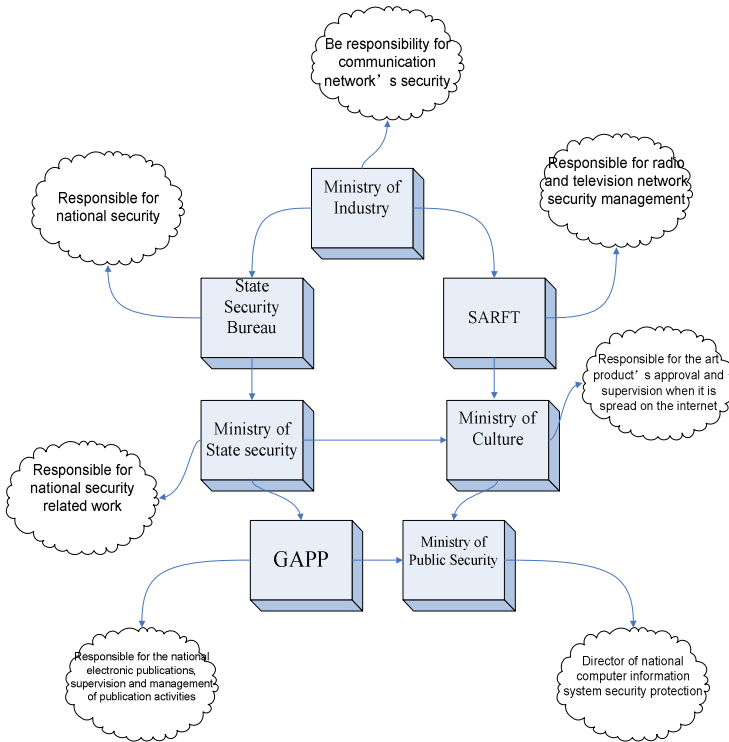 Be responsibility for
communication
network’s security
Responsible for radio
and television network
security management
Responsible for
national security
Ministry of
Industry
State
Security
Bureau
SARFT
Responsible for the art
product’s approval and
supervision when it is
spread on the internet
Ministry of
State security
Ministry of
Culture
Responsible for
national security
related work
GAPP
Ministry of
Public Security
Responsible for the national
electronic publications,
supervision and management
of publication activities
Director of national
computer information
system security protection